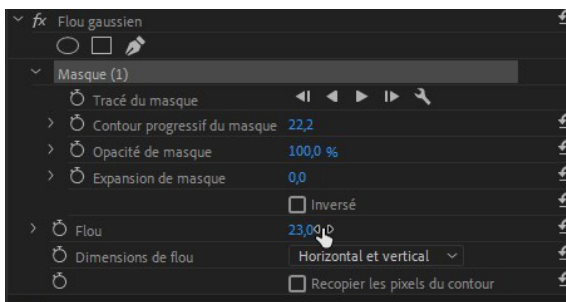 fx Flou gaussien
Masque (1)
Tracé du masque
Contour progressif du masque 22,2
Opacité de masque 100,0 %
Expansion de masque 0,0
Inversé
Flou 23,0
Dimensions de flou Horizontal et vertical
Recopier les pixels du contour